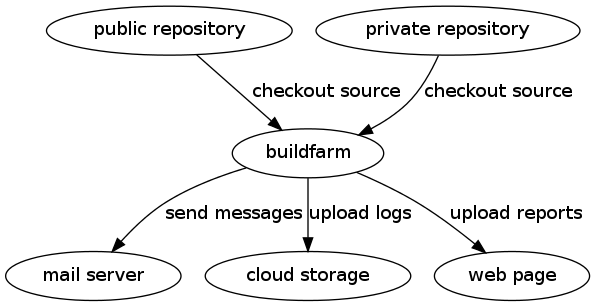 public repository
private repository
checkout source
checkout source
buildfarm
send messages
upload logs
upload reports
mail server
cloud storage
web page